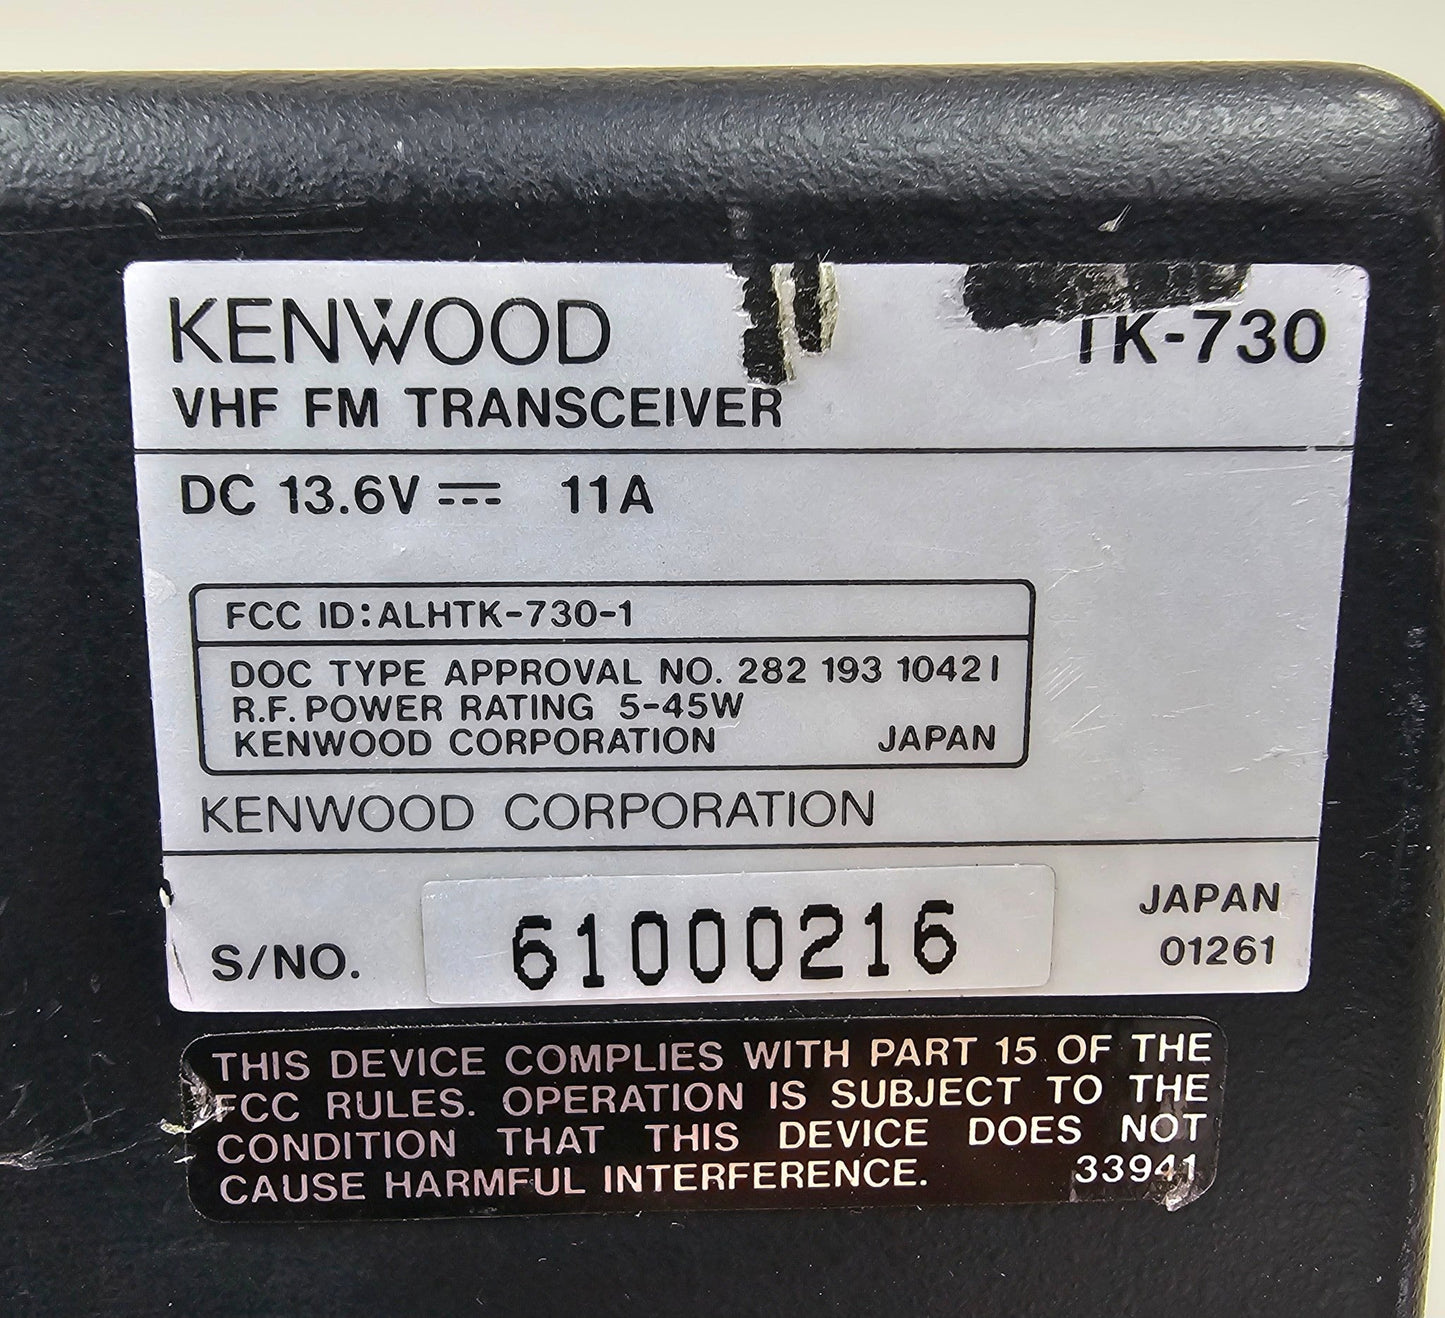 KENWOOD TK-730
VHF FM TRANSCEIVER
DC 13.6V ⎓ 11A
FCC ID:ALHTK-730-1
DOC TYPE APPROVAL NO. 282 193 1042 I
R.F. POWER RATING 5-45W
KENWOOD CORPORATION JAPAN
KENWOOD CORPORATION
S/NO. 61000216
JAPAN
01261
THIS DEVICE COMPLIES WITH PART 15 OF THE
FCC RULES. OPERATION IS SUBJECT TO THE
CONDITION THAT THIS DEVICE DOES NOT
CAUSE HARMFUL INTERFERENCE. 33941